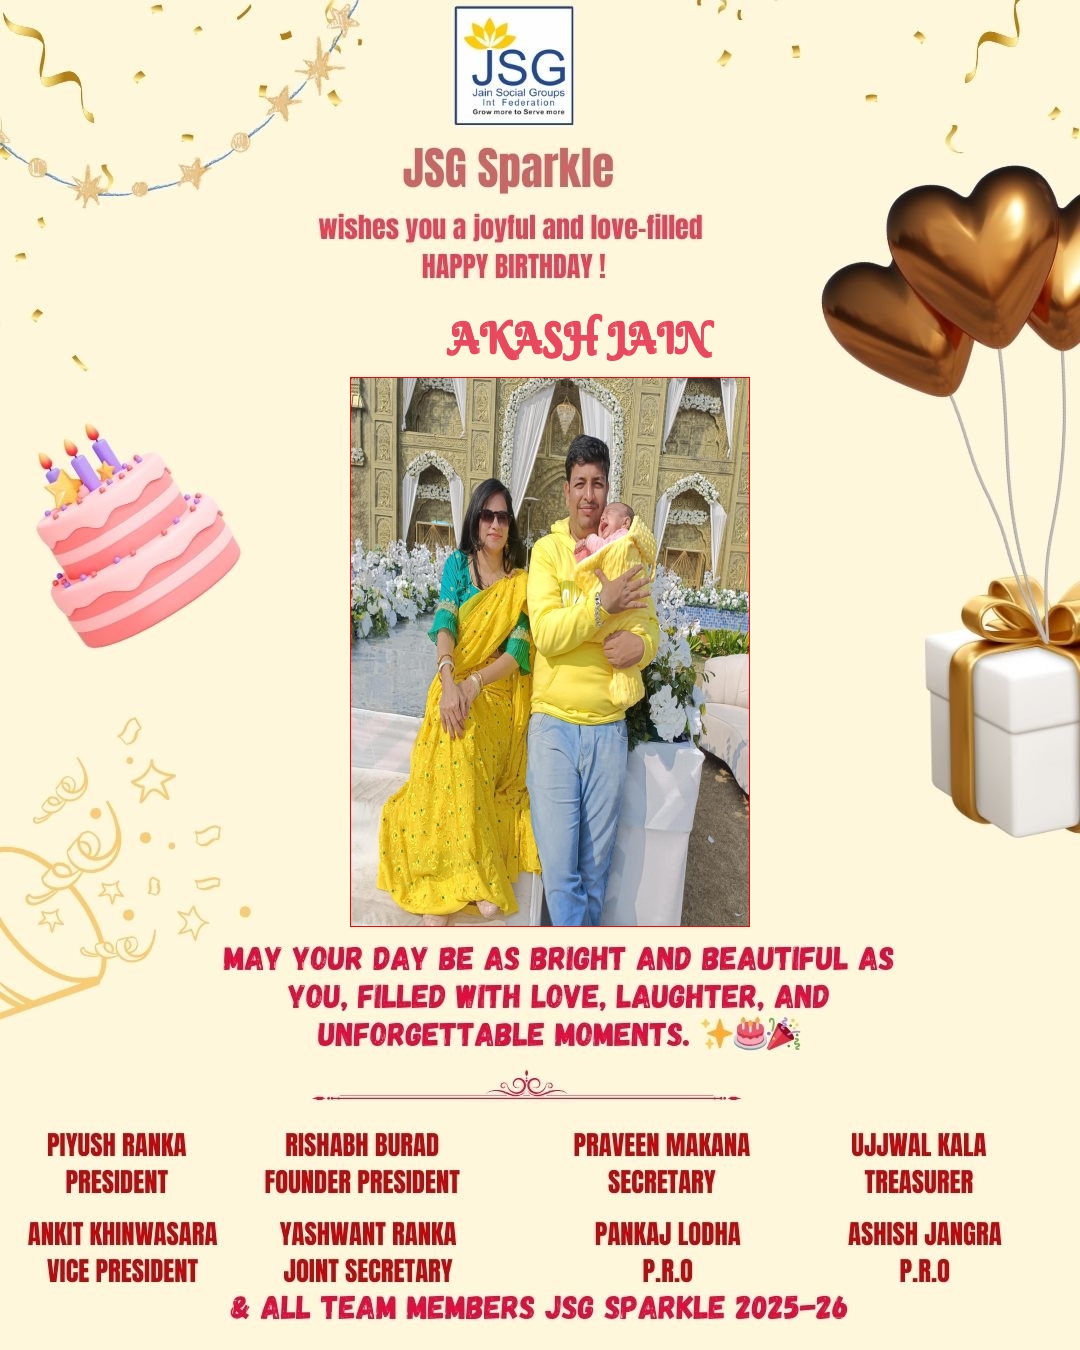 JSG
Jain Social Groups
Int Federation
Grow more to Serve more
JSG Sparkle
wishes you a joyful and love-filled
HAPPY BIRTHDAY !
AKASH JAIN
MAY YOUR DAY BE AS BRIGHT AND BEAUTIFUL AS
YOU, FILLED WITH LOVE, LAUGHTER, AND
UNFORGETTABLE MOMENTS. ✨🎂🎉
PIYUSH RANKA
PRESIDENT
RISHABH BURAD
FOUNDER PRESIDENT
PRAVEEN MAKANA
SECRETARY
UJJWAL KALA
TREASURER
ANKIT KHINWASARA
VICE PRESIDENT
YASHWANT RANKA
JOINT SECRETARY
PANKAJ LODHA
P.R.O
ASHISH JANGRA
P.R.O
& ALL TEAM MEMBERS JSG SPARKLE 2025-26